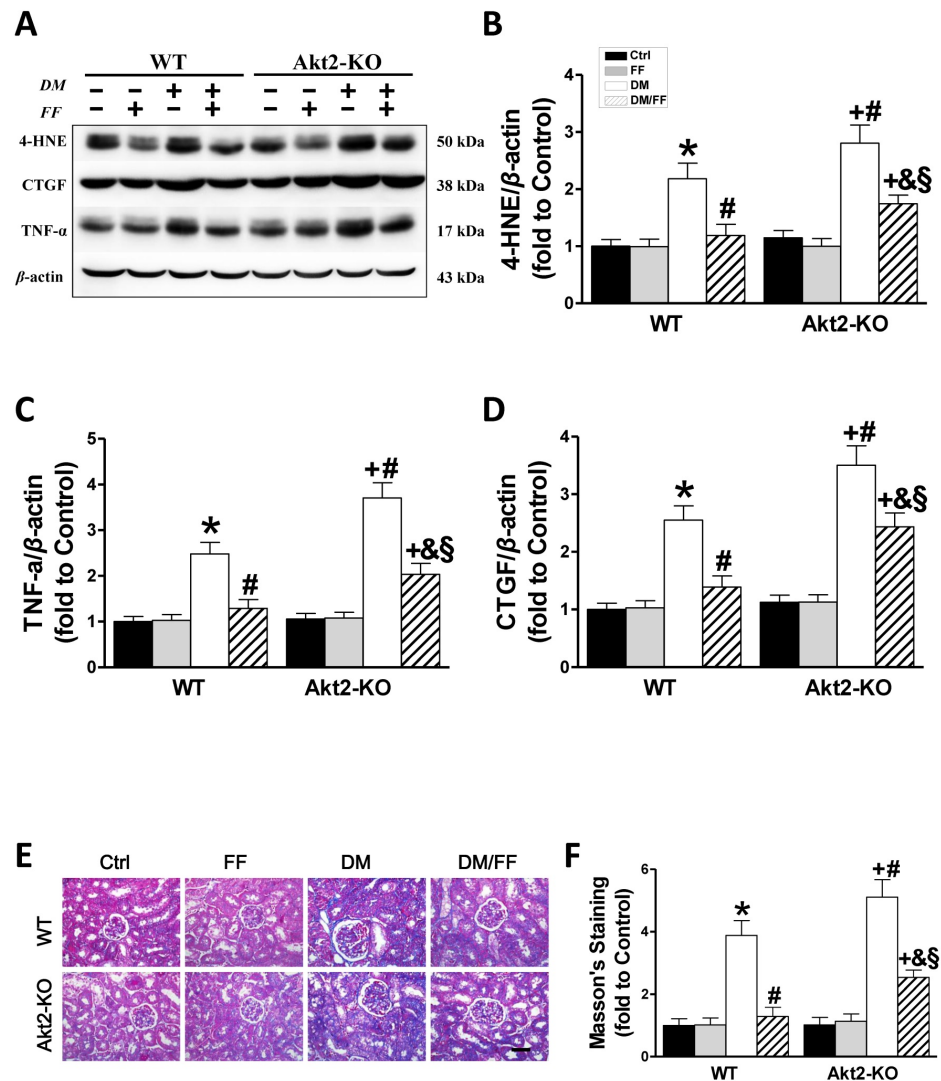 A
WT Akt2-KO
DM – – + + – – + +
FF – + – + – + – +
4-HNE 50 kDa
CTGF 38 kDa
TNF-α 17 kDa
β-actin 43 kDa
B
Ctrl
FF
DM
DM/FF
4-HNE/β-actin
(fold to Control)
4
3
2
1
0
*
#
+#
+&§
WT Akt2-KO
C
TNF-a/β-actin
(fold to Control)
5
4
3
2
1
0
*
#
+#
+&§
WT Akt2-KO
D
CTGF/β-actin
(fold to Control)
4
3
2
1
0
*
#
+#
+&§
WT Akt2-KO
E
Ctrl FF DM DM/FF
WT
Akt2-KO
F
Masson's Staining
(fold to Control)
6
4
2
0
*
#
+#
+&§
WT Akt2-KO